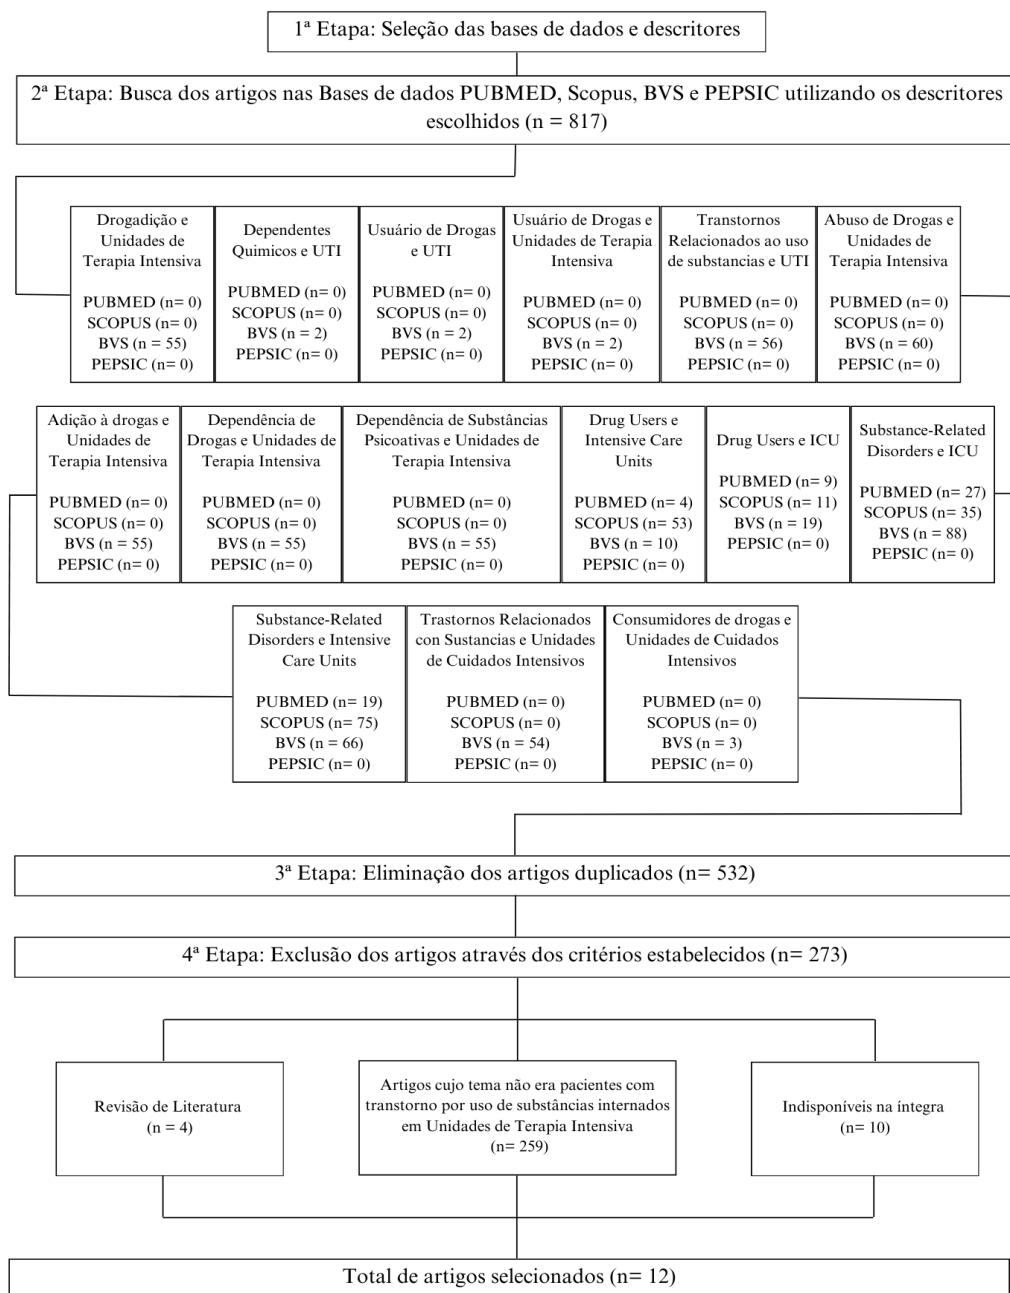 1ª Etapa: Seleção das bases de dados e descritores
2ª Etapa: Busca dos artigos nas Bases de dados PUBMED, Scopus, BVS e PEPSIC utilizando os descritores
escolhidos (n = 817)
Drogadição e
Unidades de
Terapia Intensiva
PUBMED (n= 0)
SCOPUS (n= 0)
BVS (n = 55)
PEPSIC (n= 0)
Dependentes
Quimicos e UTI
PUBMED (n= 0)
SCOPUS (n= 0)
BVS (n = 2)
PEPSIC (n= 0)
Usuário de Drogas
e UTI
PUBMED (n= 0)
SCOPUS (n= 0)
BVS (n = 2)
PEPSIC (n= 0)
Usuário de Drogas e
Unidades de Terapia
Intensiva
PUBMED (n= 0)
SCOPUS (n= 0)
BVS (n = 2)
PEPSIC (n= 0)
Transtornos
Relacionados ao uso
de substancias e UTI
PUBMED (n= 0)
SCOPUS (n= 0)
BVS (n = 56)
PEPSIC (n= 0)
Abuso de Drogas e
Unidades de
Terapia Intensiva
PUBMED (n= 0)
SCOPUS (n= 0)
BVS (n = 60)
PEPSIC (n= 0)
Adição à drogas e
Unidades de
Terapia Intensiva
PUBMED (n= 0)
SCOPUS (n= 0)
BVS (n = 55)
PEPSIC (n= 0)
Dependência de
Drogas e Unidades de
Terapia Intensiva
PUBMED (n= 0)
SCOPUS (n= 0)
BVS (n = 55)
PEPSIC (n= 0)
Dependência de Substâncias
Psicoativas e Unidades de
Terapia Intensiva
PUBMED (n= 0)
SCOPUS (n= 0)
BVS (n = 55)
PEPSIC (n= 0)
Drug Users e
Intensive Care
Units
PUBMED (n= 4)
SCOPUS (n= 53)
BVS (n = 10)
PEPSIC (n= 0)
Drug Users e ICU
PUBMED (n= 9)
SCOPUS (n= 11)
BVS (n = 19)
PEPSIC (n= 0)
Substance-Related
Disorders e ICU
PUBMED (n= 27)
SCOPUS (n= 35)
BVS (n = 88)
PEPSIC (n= 0)
Substance-Related
Disorders e Intensive
Care Units
PUBMED (n= 19)
SCOPUS (n= 75)
BVS (n = 66)
PEPSIC (n= 0)
Trastornos Relacionados
con Sustancias e Unidades
de Cuidados Intensivos
PUBMED (n= 0)
SCOPUS (n= 0)
BVS (n = 54)
PEPSIC (n= 0)
Consumidores de drogas e
Unidades de Cuidados
Intensivos
PUBMED (n= 0)
SCOPUS (n= 0)
BVS (n = 3)
PEPSIC (n= 0)
3ª Etapa: Eliminação dos artigos duplicados (n= 532)
4ª Etapa: Exclusão dos artigos através dos critérios estabelecidos (n= 273)
Revisão de Literatura
(n = 4)
Artigos cujo tema não era pacientes com
transtorno por uso de substâncias internados
em Unidades de Terapia Intensiva
(n= 259)
Indisponíveis na íntegra
(n= 10)
Total de artigos selecionados (n= 12)